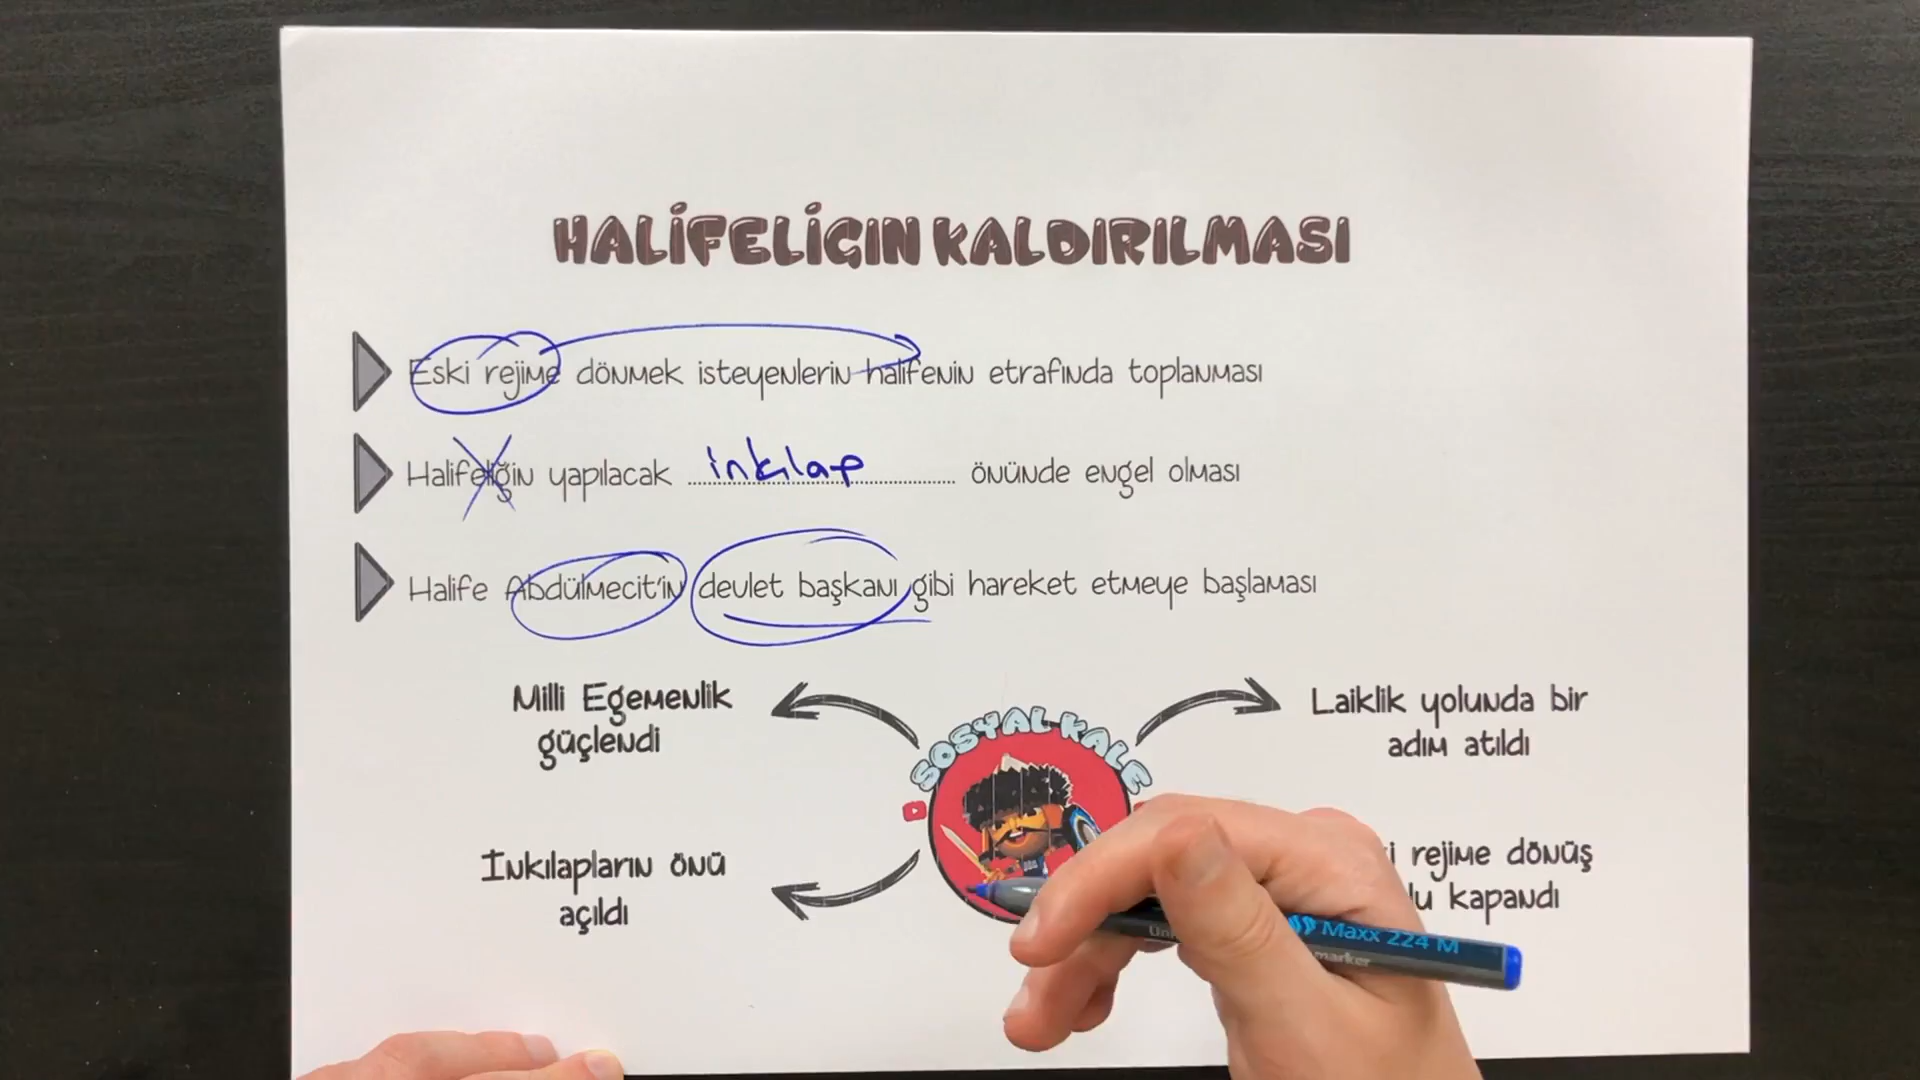 HALİFELİGIN KALDIRILMASI
Eski rejime dönmek isteyenlerin halifenin etrafında toplanması
Halifeliğin yapılacak inkılap önünde engel olması
Halife Abdülmecit'in devlet başkanı gibi hareket etmeye başlaması
Milli Egemenlik
güçlendi
Laiklik yolunda bir
adım atıldı
SOSYAL KALE
İnkılapların önü
açıldı
rejime dönüş
kapandı
Maxx 224 M
marker